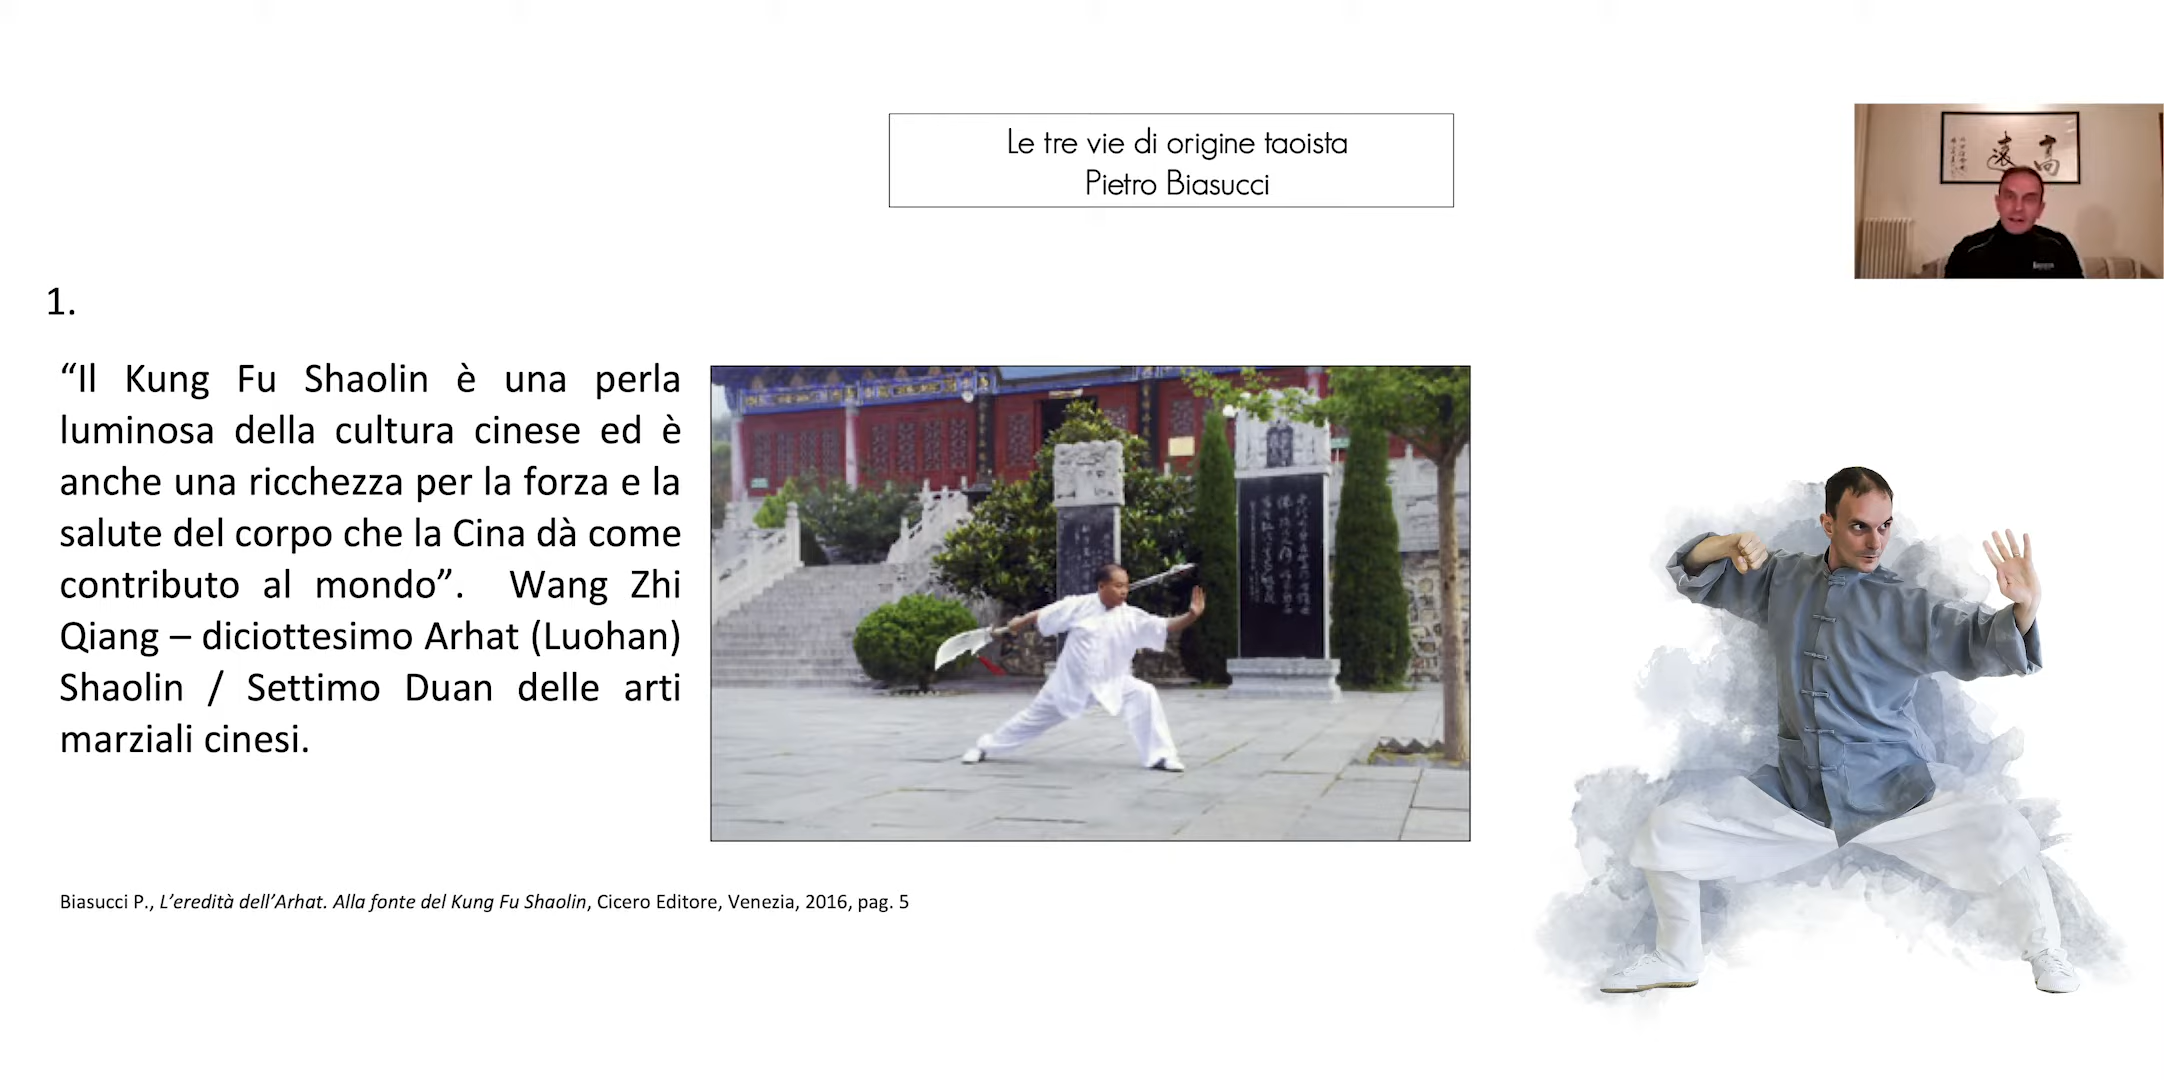 Le tre vie di origine taoista
Pietro Biasucci
高
遠
1.
“Il Kung Fu Shaolin è una perla
luminosa della cultura cinese ed è
anche una ricchezza per la forza e la
salute del corpo che la Cina dà come
contributo al mondo”. Wang Zhi
Qiang – diciottesimo Arhat (Luohan)
Shaolin / Settimo Duan delle arti
marziali cinesi.
Biasucci P., L’eredità dell’Arhat. Alla fonte del Kung Fu Shaolin, Cicero Editore, Venezia, 2016, pag. 5